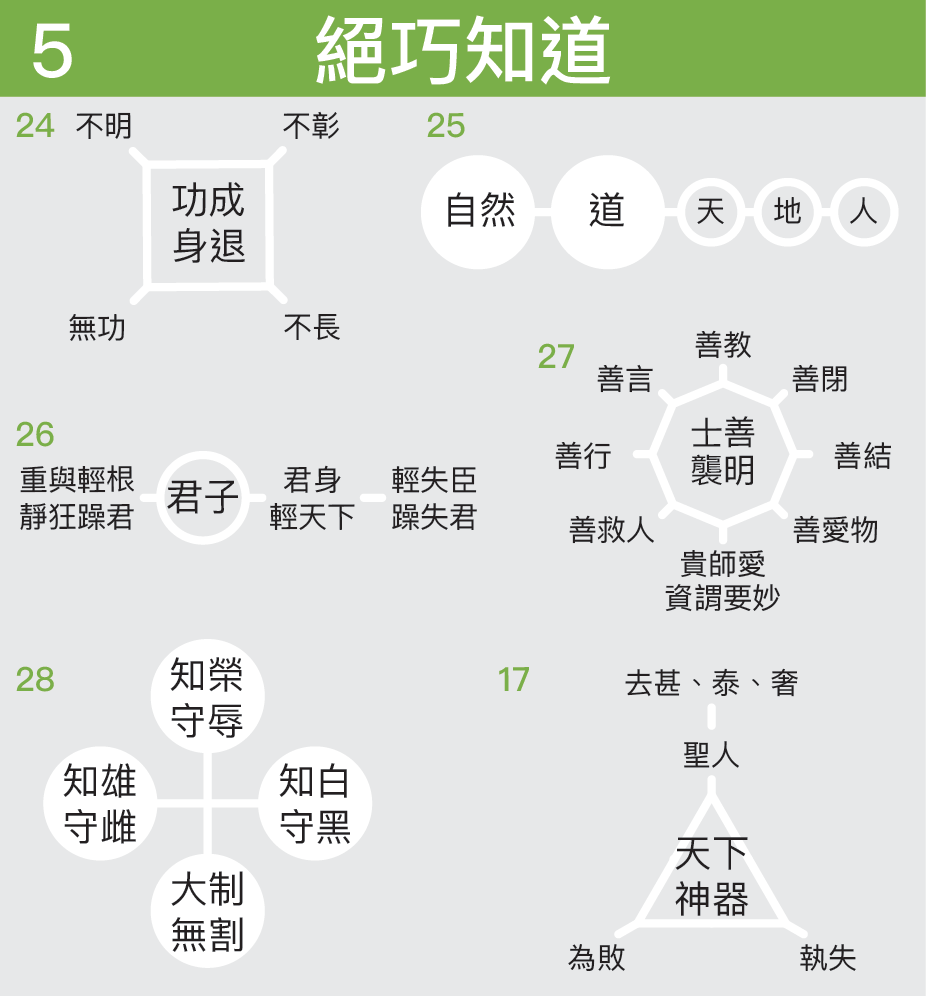 5
絕巧知道
24
不明
不彰
功成
身退
無功
不長
25
自然
道
天
地
人
26
重與輕根
靜狂躁君
君子
君身
輕天下
輕失臣
躁失君
27
善教
善言
善閉
善行
士善
襲明
善結
善救人
善愛物
貴師愛
資謂要妙
28
知榮
守辱
知雄
守雌
知白
守黑
大制
無割
17
去甚、泰、奢
聖人
天下
神器
為敗
執失